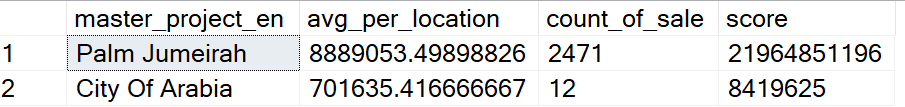 master_project_en avg_per_location count_of_sale score
1 Palm Jumeirah 8889053.49898826 2471 21964851196
2 City Of Arabia 701635.416666667 12 8419625